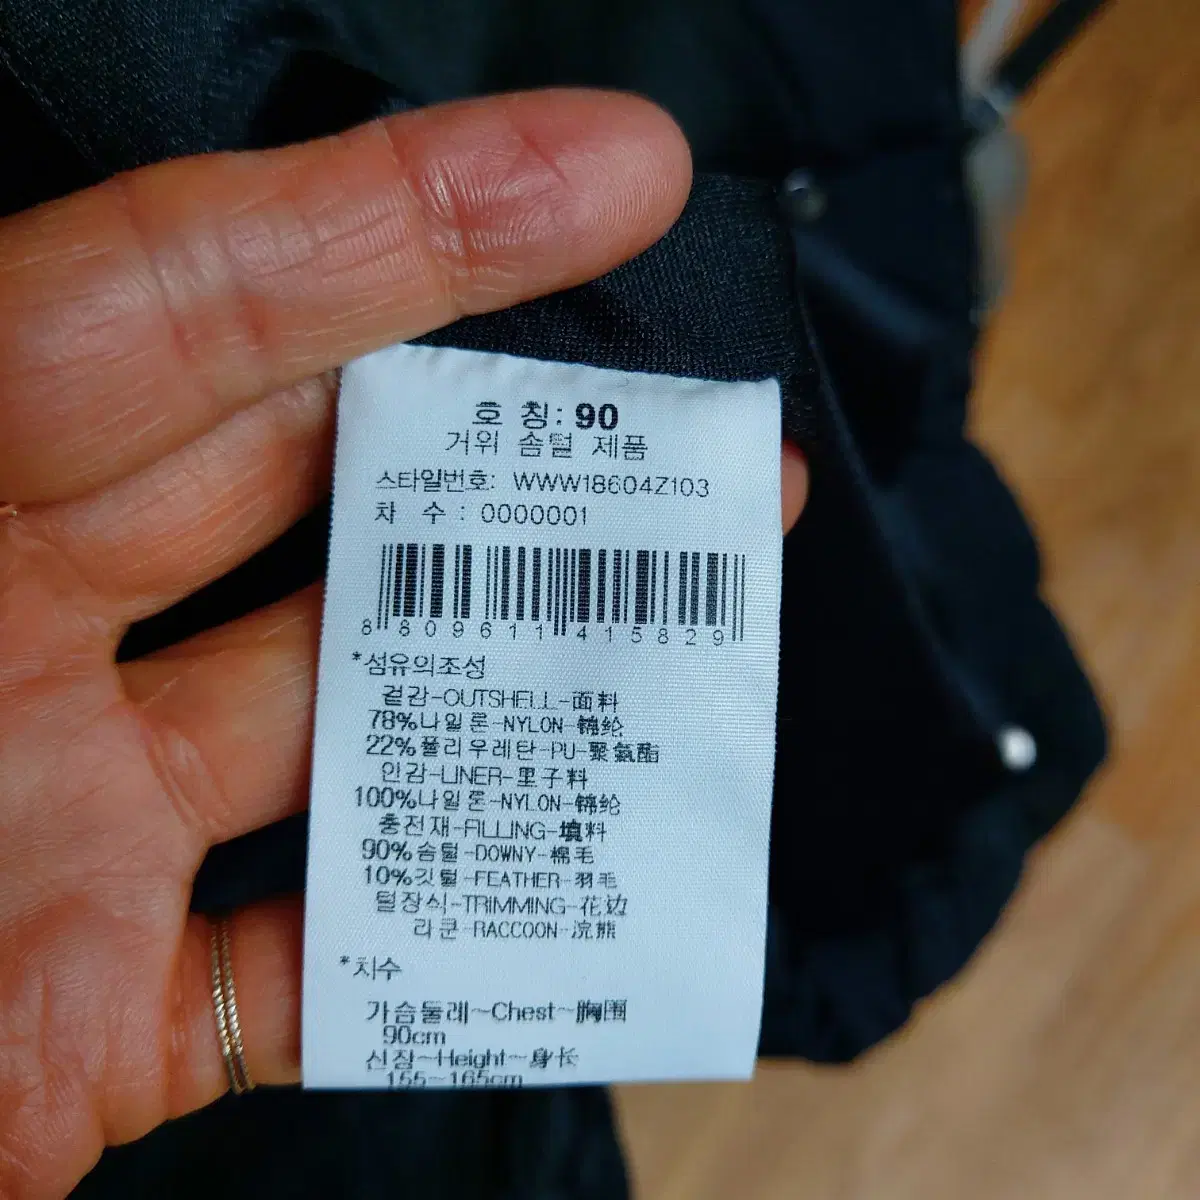 호 칭: 90
거위 솜털 제품
스타일번호: WWW18604Z103
차 수 : 0000001
8809611415829
*섬유의조성
겉감-OUTSHELL-面料
78%나일론-NYLON-锦纶
22%폴리우레탄-PU-聚氨酯
인감-LINER-里子料
100%나일론-NYLON-锦纶
충전재-FILLING-填料
90%솜털-DOWNY-棉毛
10%깃털-FEATHER-羽毛
털장식-TRIMMING-花边
라쿤-RACCOON-浣熊
*치수
가슴둘레~Chest~胸围
90cm
신장~Height~身长
155~165cm